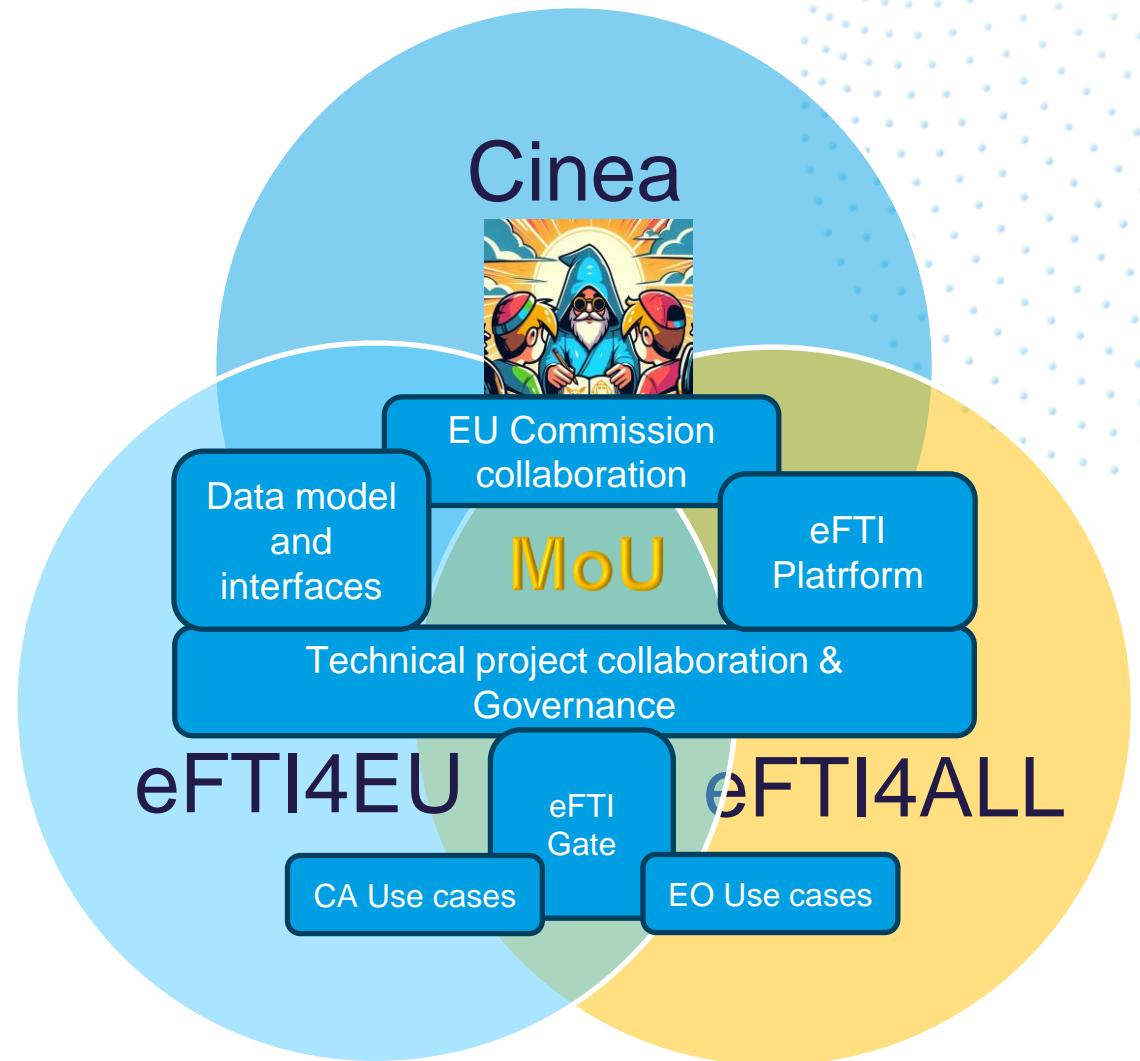 Cinea
EU Commission
collaboration
Data model
and
interfaces
MoU
eFTI
Platrform
Technical project collaboration &
Governance
eFTI4EU
eFTI4ALL
eFTI
Gate
CA Use cases
EO Use cases